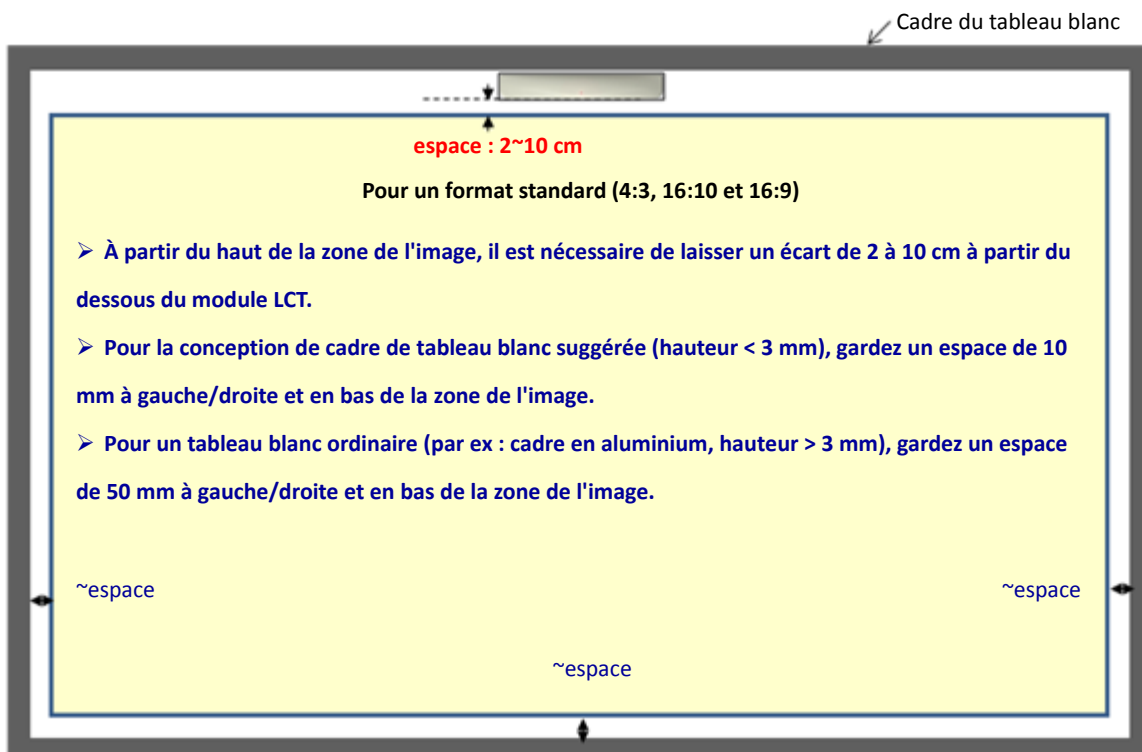 Cadre du tableau blanc
espace : 2~10 cm
Pour un format standard (4:3, 16:10 et 16:9)
➢ À partir du haut de la zone de l'image, il est nécessaire de laisser un écart de 2 à 10 cm à partir du
dessous du module LCT.
➢ Pour la conception de cadre de tableau blanc suggérée (hauteur < 3 mm), gardez un espace de 10
mm à gauche/droite et en bas de la zone de l'image.
➢ Pour un tableau blanc ordinaire (par ex : cadre en aluminium, hauteur > 3 mm), gardez un espace
de 50 mm à gauche/droite et en bas de la zone de l'image.
~espace
~espace
~espace